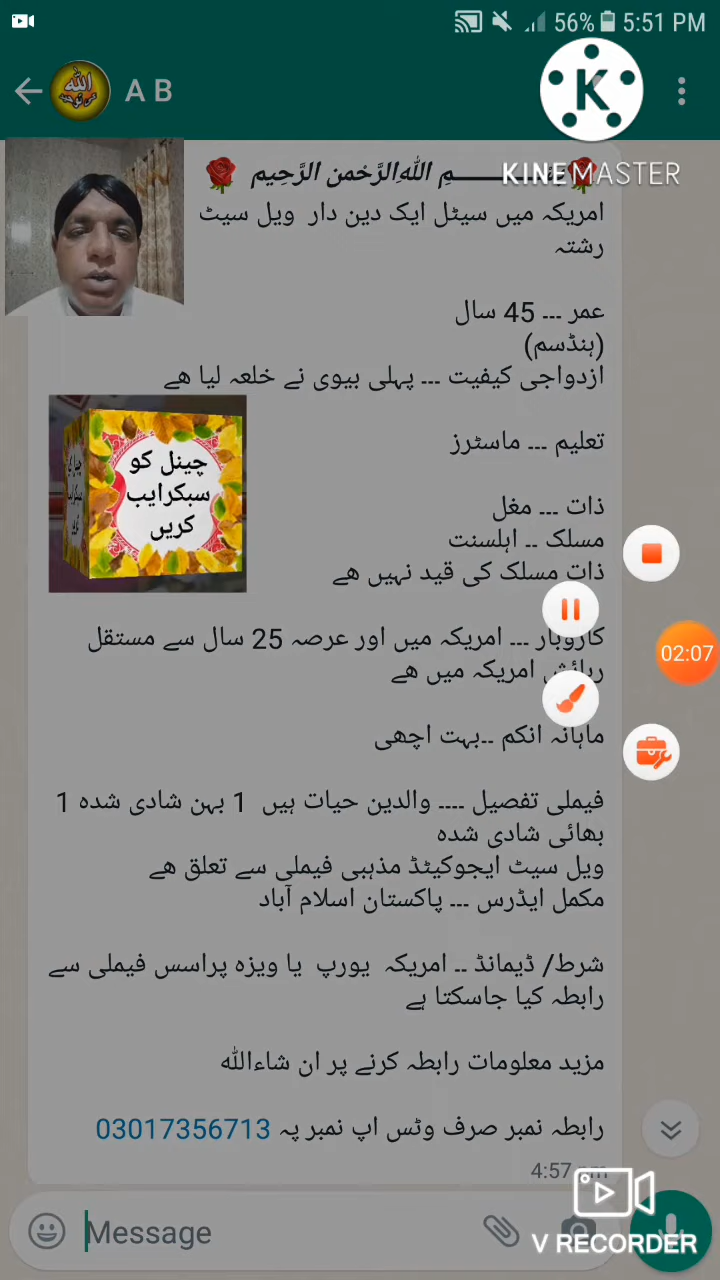 56% 5:51 PM
A B
KINEMASTER
مِ اللّٰهِ الرَّحْمن الرَّحِيم
امریکہ میں سیٹل ایک دین دار ویل سیٹ
رشتہ
عمر ... 45 سال
(ہنڈسم)
ازدواجی کیفیت ... پہلی بیوی نے خلعہ لیا ھے
چینل کو
سبکرایب
کریں
تعلیم ... ماسٹرز
ذات ... مغل
مسلک .. اہلسنت
ذات مسلک کی قید نہیں ھے
کاروبار ... امریکہ میں اور عرصہ 25 سال سے مستقل
رہائش امریکہ میں ھے
02:07
ماہانہ انکم ..بہت اچھی
فیملی تفصیل .... والدین حیات ہیں 1 بہن شادی شدہ 1
بھائی شادی شدہ
ویل سیٹ ایجوکیٹڈ مذہبی فیملی سے تعلق ھے
مکمل ایڈرس ... پاکستان اسلام آباد
شرط/ ڈیمانڈ .. امریکہ یورپ یا ویزہ پراسس فیملی سے
رابطہ کیا جاسکتا ہے
مزید معلومات رابطہ کرنے پر ان شاءاللّٰه
رابطہ نمبر صرف وٹس اپ نمبر پہ 03017356713
4:57 pm
Message
V RECORDER